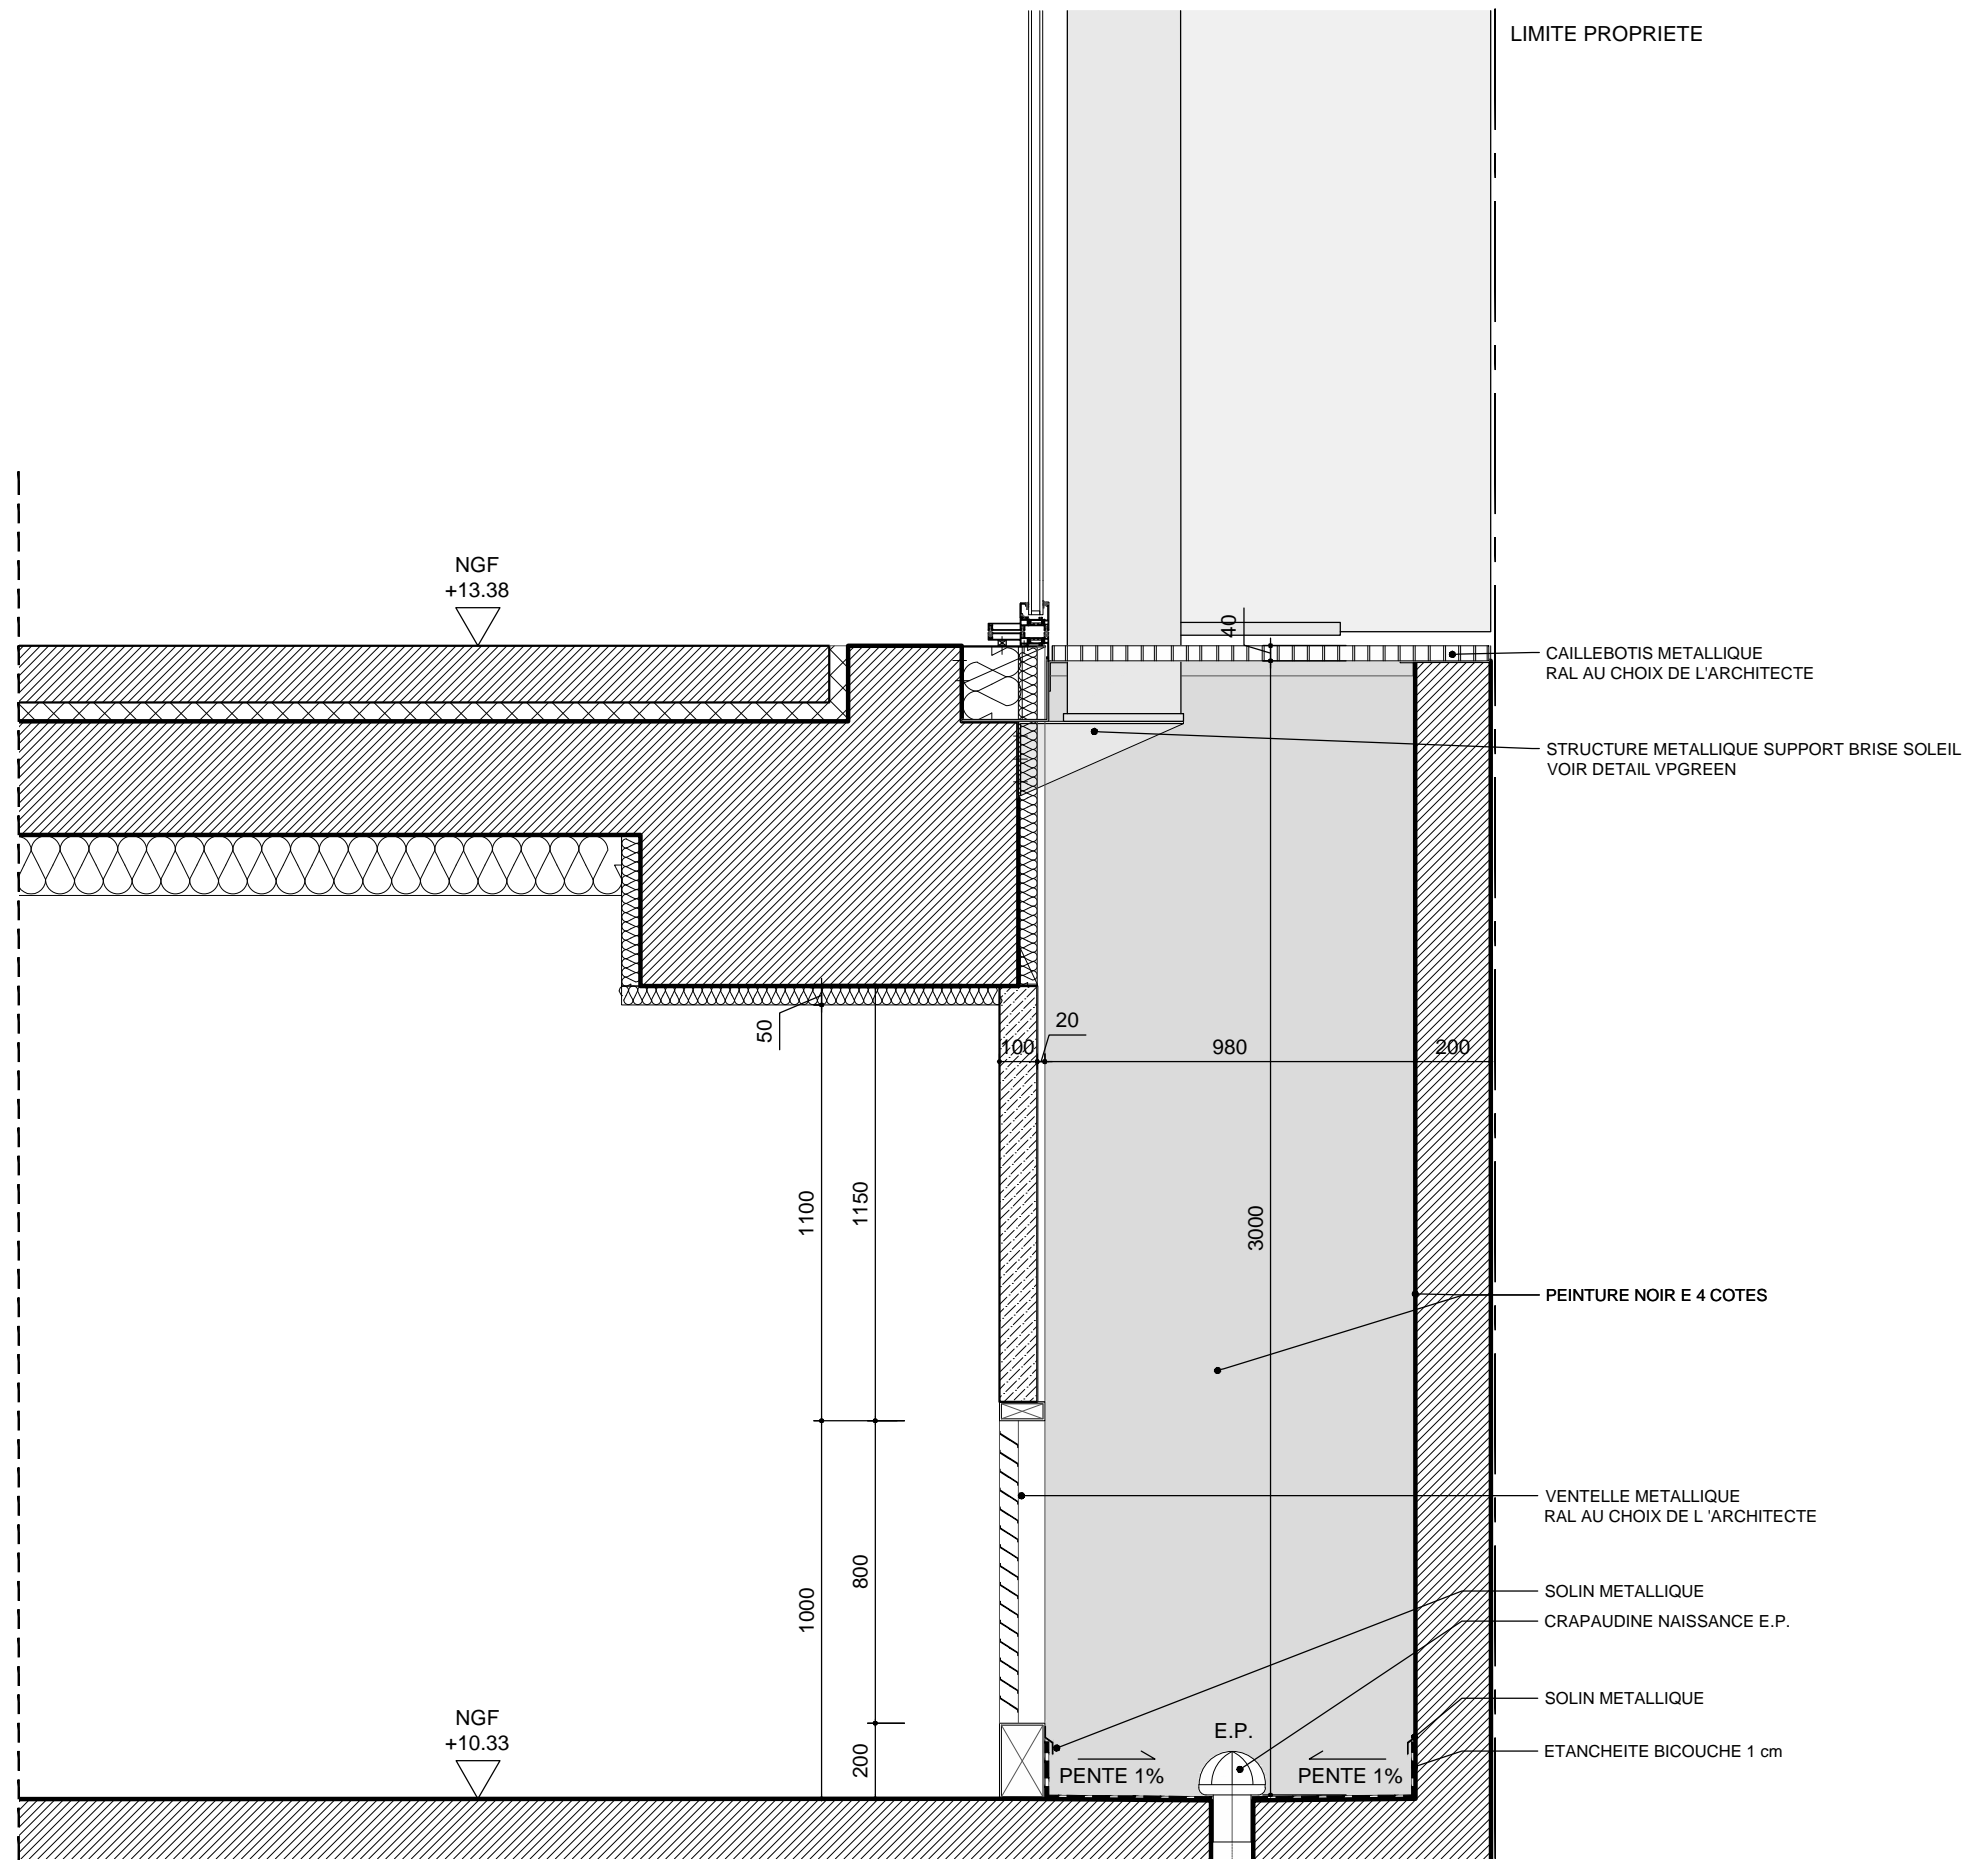 LIMITE PROPRIETE
NGF
+13.38
40
CAILLEBOTIS METALLIQUE
RAL AU CHOIX DE L'ARCHITECTE
STRUCTURE METALLIQUE SUPPORT BRISE SOLEIL
VOIR DETAIL VPGREEN
50
100
20
980
200
1100
1150
3000
PEINTURE NOIR E 4 COTES
VENTELLE METALLIQUE
RAL AU CHOIX DE L 'ARCHITECTE
1000
800
SOLIN METALLIQUE
CRAPAUDINE NAISSANCE E.P.
SOLIN METALLIQUE
NGF
+10.33
200
E.P.
ETANCHEITE BICOUCHE 1 cm
PENTE 1%
PENTE 1%